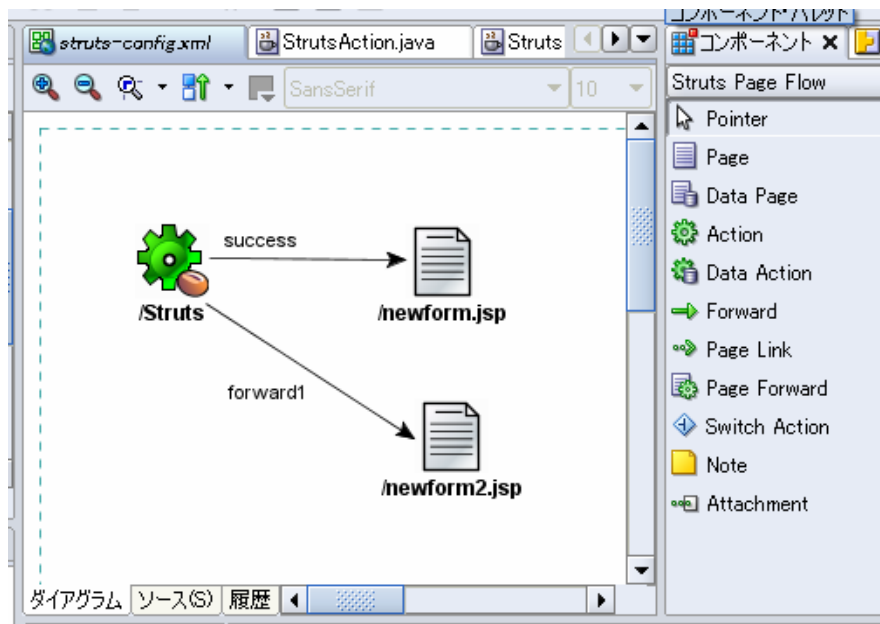 コンポーネント・パレット
struts-config.xml
StrutsAction.java
Struts
コンポーネント
SansSerif
10
Struts Page Flow
Pointer
Page
Data Page
Action
Data Action
Forward
Page Link
Page Forward
Switch Action
Note
Attachment
success
/Struts
/newform.jsp
forward1
/newform2.jsp
ダイアグラム
ソース(S)
履歴